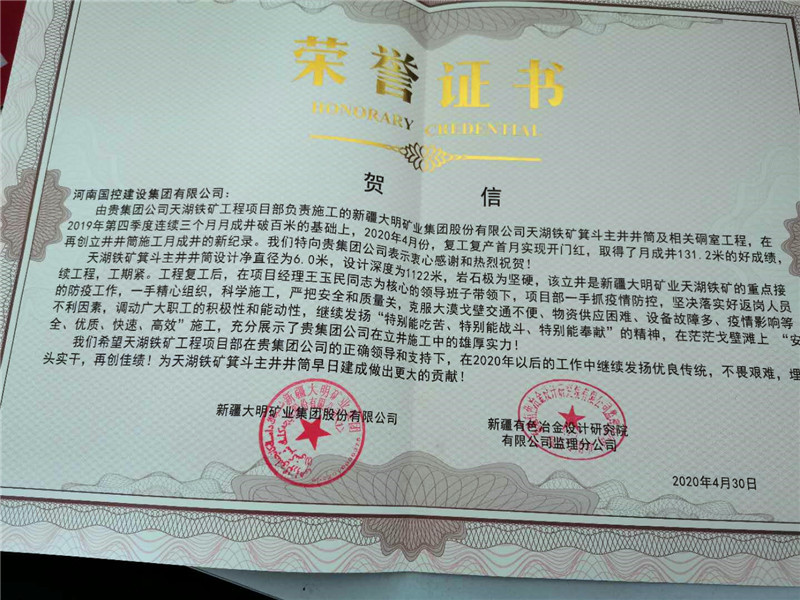 荣誉证书
HONORARY CREDENTIAL
贺信
河南国控建设集团有限公司：
由贵集团公司天湖铁矿工程项目部负责施工的新疆大明矿业集团股份有限公司天湖铁矿箕斗主井井筒及相关硐室工程，在
2019年第四季度连续三个月月成井破百米的基础上，2020年4月份，复工复产首月实现开门红，取得了月成井131.2米的好成绩，
再创立井井筒施工月成井的新纪录。我们特向贵集团公司表示衷心感谢和热烈祝贺！
天湖铁矿箕斗主井井筒设计净直径为6.0米，设计深度为1122米，岩石极为坚硬，该立井是新疆大明矿业天湖铁矿的重点接
续工程，工期紧。工程复工后，在项目经理王玉民同志为核心的领导班子带领下，项目部一手抓疫情防控，坚决落实好返岗人员
的防疫工作，一手精心组织，科学施工，严把安全和质量关，克服大漠戈壁交通不便、物资供应困难、设备故障多、疫情影响等
不利因素，调动广大职工的积极性和能动性，继续发扬“特别能吃苦、特别能战斗、特别能奉献”的精神，在茫茫戈壁滩上“安
全、优质、快速、高效”施工，充分展示了贵集团公司在立井施工中的雄厚实力！
我们希望天湖铁矿工程项目部在贵集团公司的正确领导和支持下，在2020年以后的工作中继续发扬优良传统，不畏艰难，埋
头实干，再创佳绩！为天湖铁矿箕斗主井井筒早日建成做出更大的贡献！
新疆大明矿业集团股份有限公司
新疆有色冶金设计研究院
有限公司监理分公司
2020年4月30日